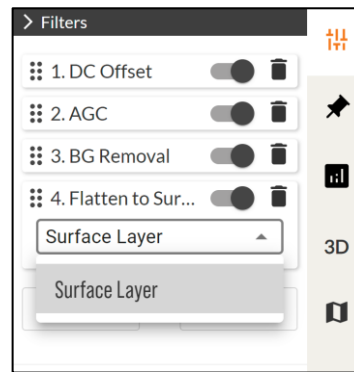 Filters
1. DC Offset
2. AGC
3. BG Removal
4. Flatten to Sur...
Surface Layer
Surface Layer
3D